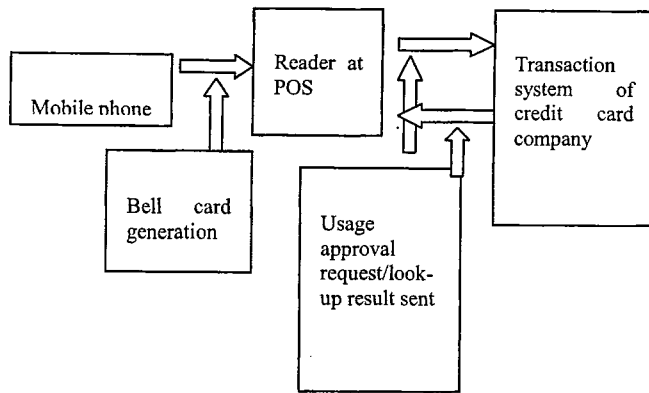 Mobile phone
Reader at
POS
Transaction
system of
credit card
company
Bell card
generation
Usage
approval
request/look-
up result sent